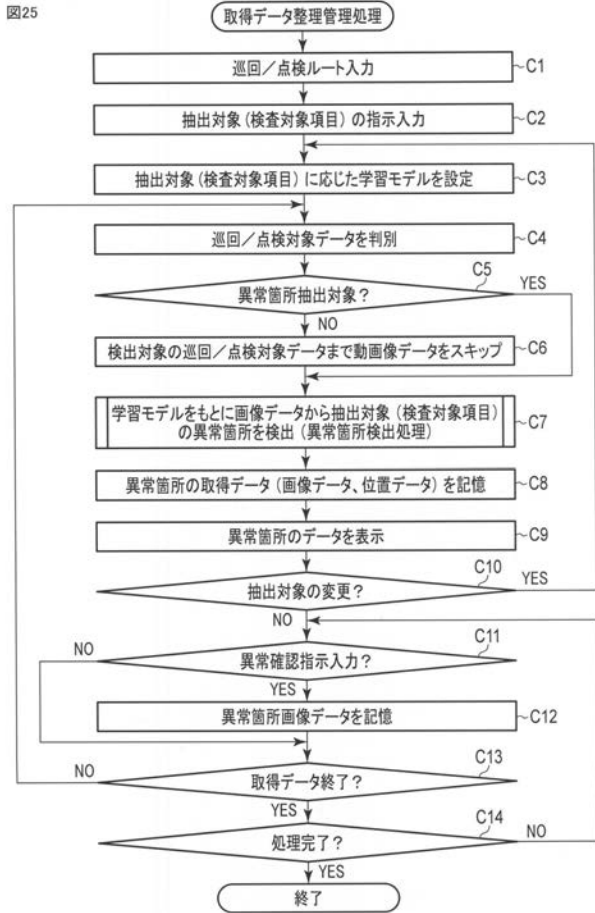 図25
取得データ整理管理処理
巡回／点検ルート入力
C1
抽出対象（検査対象項目）の指示入力
C2
抽出対象（検査対象項目）に応じた学習モデルを設定
C3
巡回／点検対象データを判別
C4
異常箇所抽出対象？
C5
YES
NO
検出対象の巡回／点検対象データまで動画像データをスキップ
C6
学習モデルをもとに画像データから抽出対象（検査対象項目）
の異常箇所を検出（異常箇所検出処理）
C7
異常箇所の取得データ（画像データ、位置データ）を記憶
C8
異常箇所のデータを表示
C9
抽出対象の変更？
C10
YES
NO
異常確認指示入力？
C11
NO
YES
異常箇所画像データを記憶
C12
取得データ終了？
C13
NO
YES
処理完了？
C14
NO
YES
終了